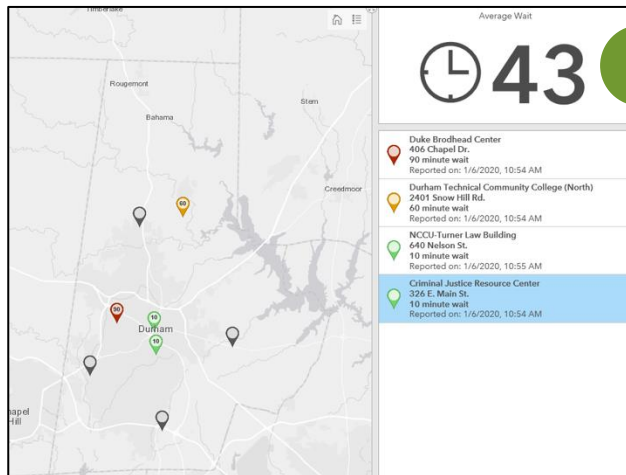 Timberlake
Rougemont
Bahama
Stem
Creedmoor
60
90
10
Durham
10
Chapel
Hill
Average Wait
43
Duke Brodhead Center
406 Chapel Dr.
90 minute wait
Reported on: 1/6/2020, 10:54 AM
Durham Technical Community College (North)
2401 Snow Hill Rd.
60 minute wait
Reported on: 1/6/2020, 10:54 AM
NCCU-Turner Law Building
640 Nelson St.
10 minute wait
Reported on: 1/6/2020, 10:55 AM
Criminal Justice Resource Center
326 E. Main St.
10 minute wait
Reported on: 1/6/2020, 10:54 AM